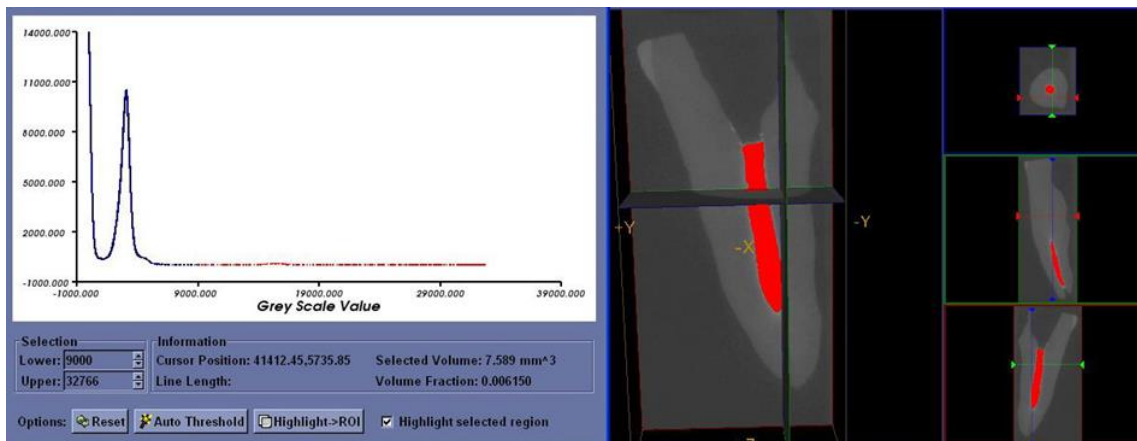 14000.000
11000.000
8000.000
5000.000
2000.000
-1000.000
-1000.000 9000.000 19000.000 29000.000 39000.000
Grey Scale Value
Selection
Lower: 9000
Upper: 32766
Information
Cursor Position: 41412.45,5735.85 Selected Volume: 7.589 mm^3
Line Length: Volume Fraction: 0.006150
Options: Reset Auto Threshold Highlight->ROI Highlight selected region
+Y
-X
-Y